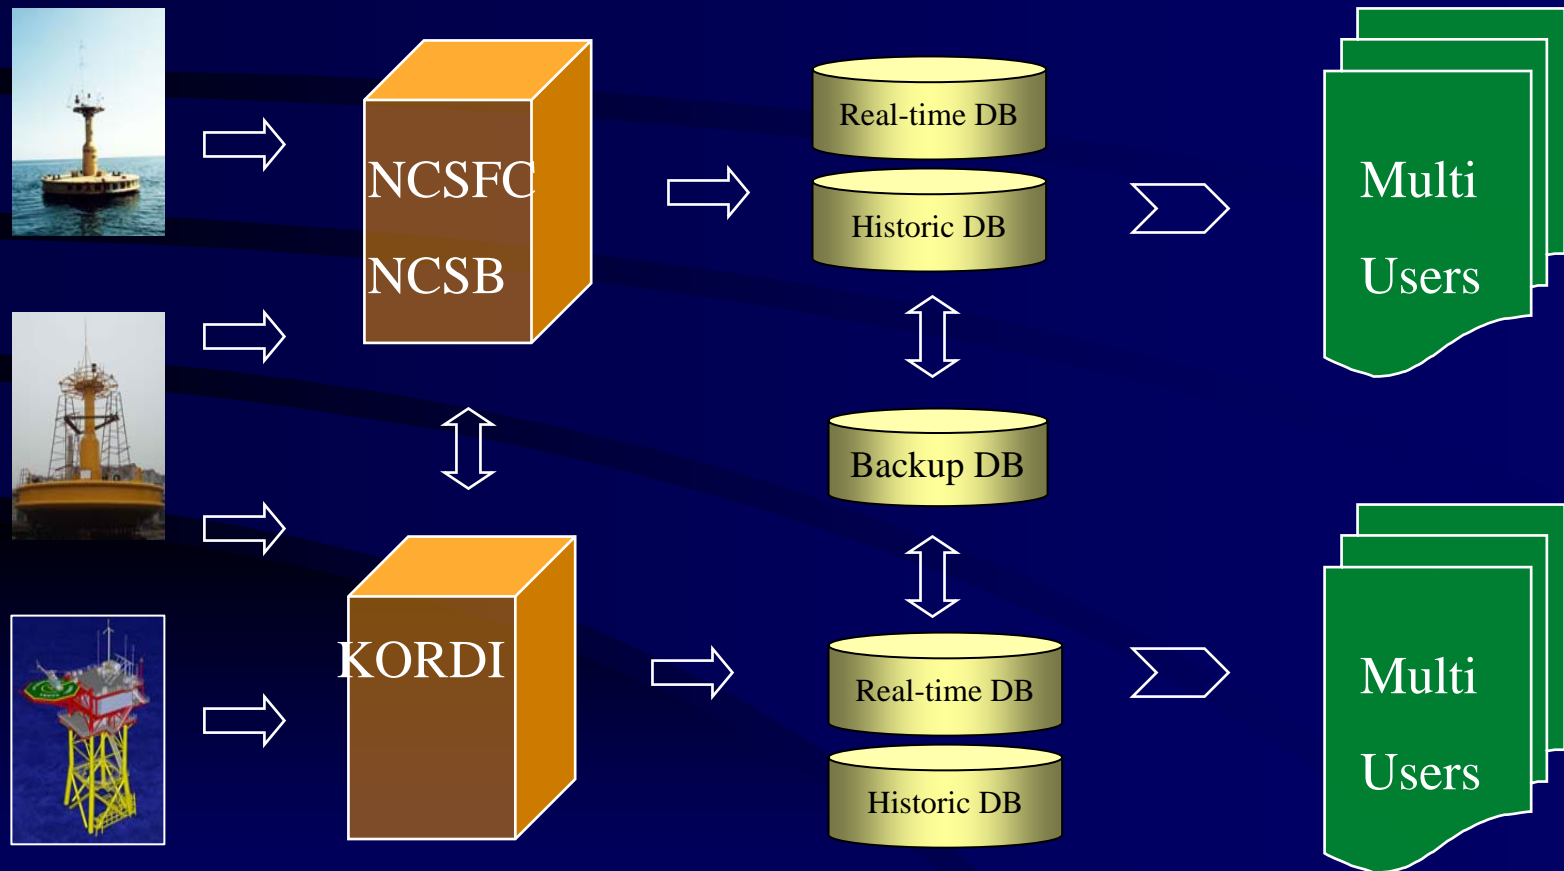 NCSFC
NCSB
Real-time DB
Historic DB
Multi
Users
Backup DB
KORDI
Real-time DB
Historic DB
Multi
Users